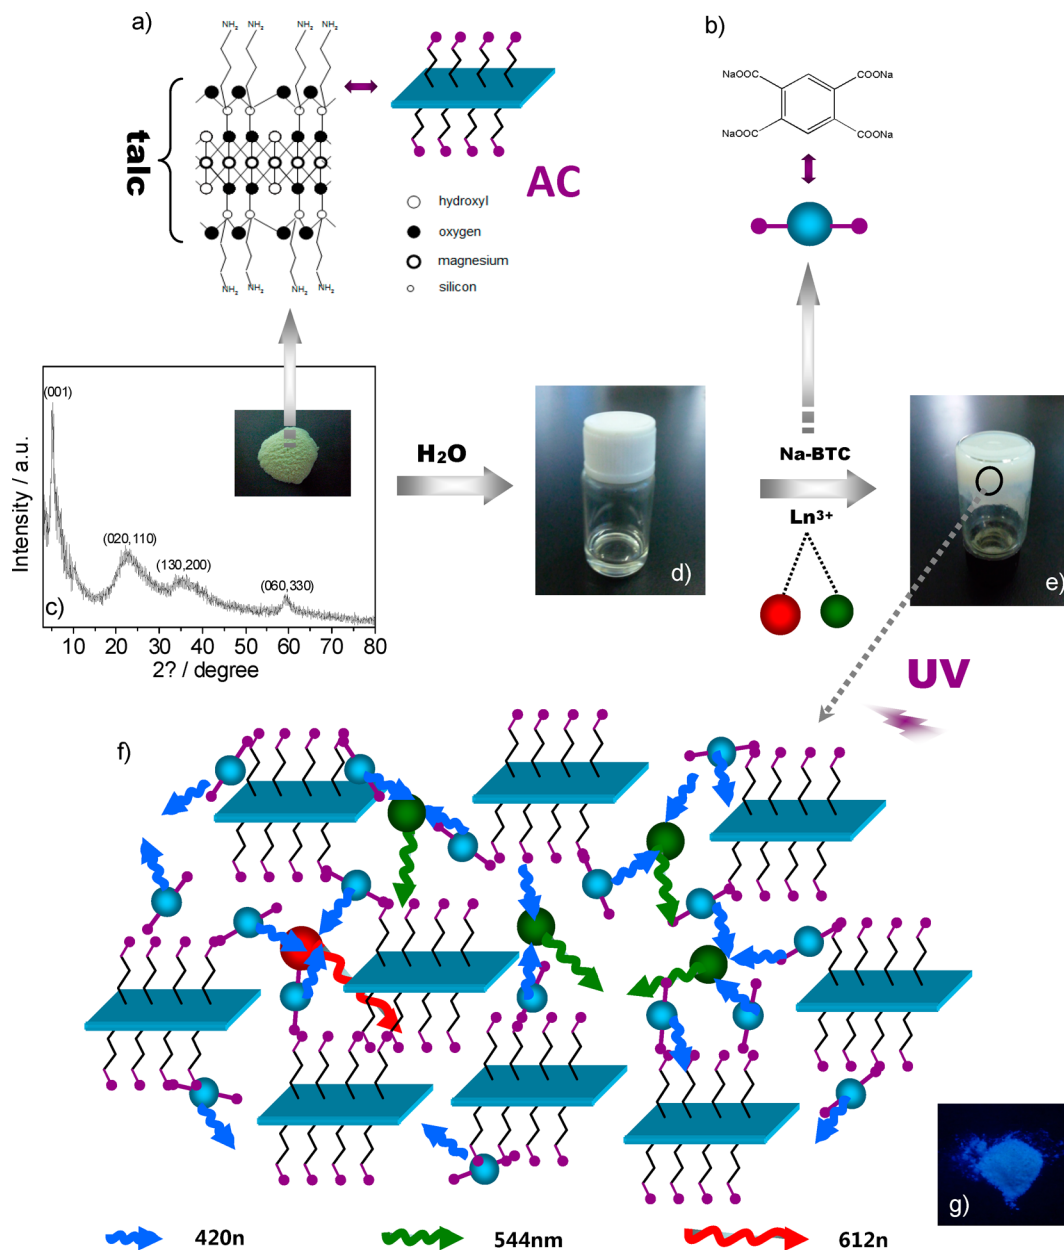 a)
NH2 NH2 NH2 NH2
talc
NH2 NH2 NH2 NH2
AC
hydroxyl
oxygen
magnesium
silicon
b)
NaOOC COONa
NaOOC COONa
(001)
(020,110)
(130,200)
(060,330)
c)
Intensity / a.u.
10 20 30 40 50 60 70 80
2? / degree
H2O
d)
Na-BTC
Ln3+
e)
UV
f)
g)
420n 544nm 612n